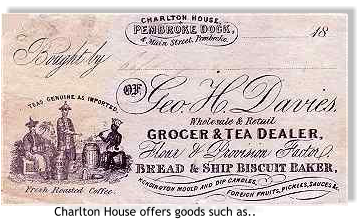 CHARLTON HOUSE,
PEMBROKE DOCK,
& Main Street, Pembroke.
18
Bought by
OF
Geo. H. Davies,
Wholesale & Retail
TEAS GENUINE AS IMPORTED.
GROCER & TEA DEALER,
Flour & Provision Factor,
BREAD & SHIP BISCUIT BAKER,
KENSINGTON MOULD AND DIP CANDLES,
FOREIGN FRUITS, PICKLES, SAUCES &c.
Fresh Roasted Coffee.
Charlton House offers goods such as..